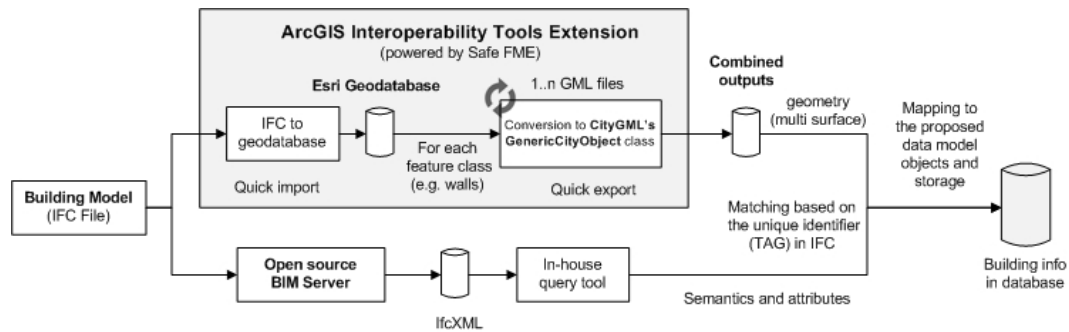 ArcGIS Interoperability Tools Extension
(powered by Safe FME)
Esri Geodatabase
1..n GML files
IFC to
geodatabase
For each
feature class
(e.g. walls)
Conversion to CityGML's
GenericCityObject class
Quick import
Quick export
Combined
outputs
geometry
(multi surface)
Mapping to
the proposed
data model
objects and
storage
Building Model
(IFC File)
Matching based on
the unique identifier
(TAG) in IFC
Open source
BIM Server
IfcXML
In-house
query tool
Semantics and attributes
Building info
in database